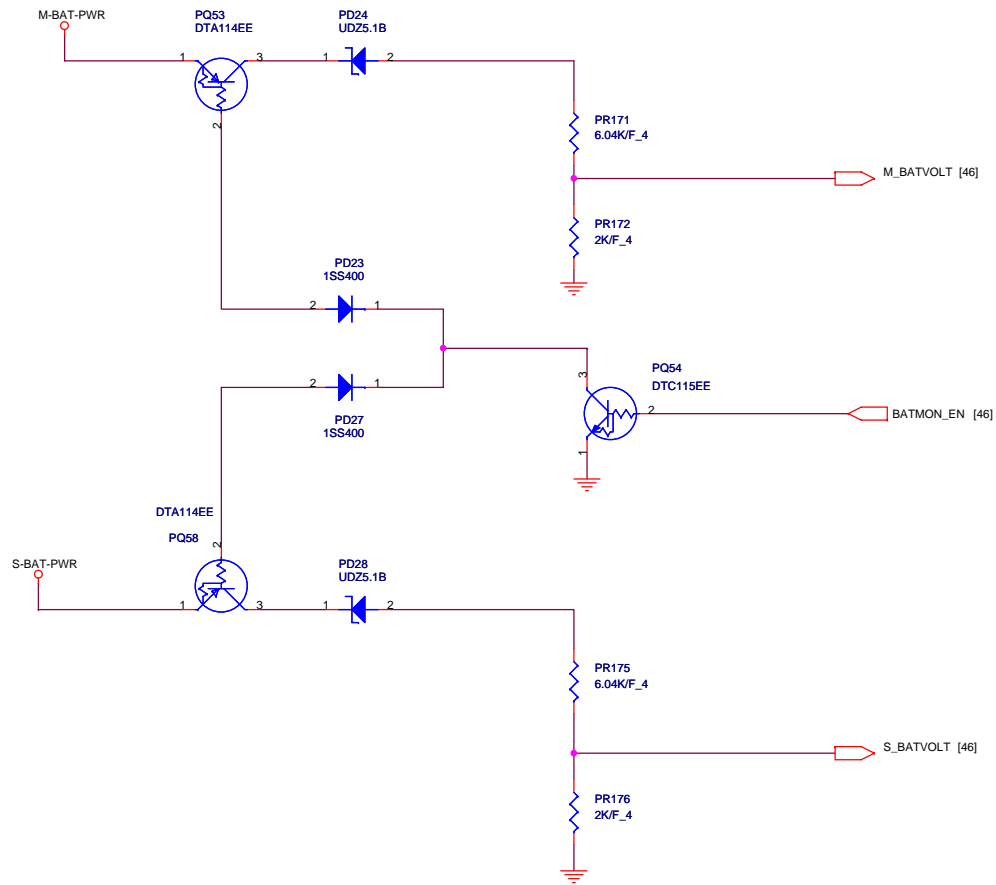 M-BAT-PWR
PQ53
DTA114EE
PD24
UDZ5.1B
1
3
1
2
2
PR171
6.04K/F_4
M_BATVOLT [46]
PR172
2K/F_4
PD23
1SS400
2
1
2
1
PD27
1SS400
PQ54
DTC115EE
3
2
1
BATMON_EN [46]
DTA114EE
PQ58
2
S-BAT-PWR
PD28
UDZ5.1B
1
3
1
2
PR175
6.04K/F_4
S_BATVOLT [46]
PR176
2K/F_4